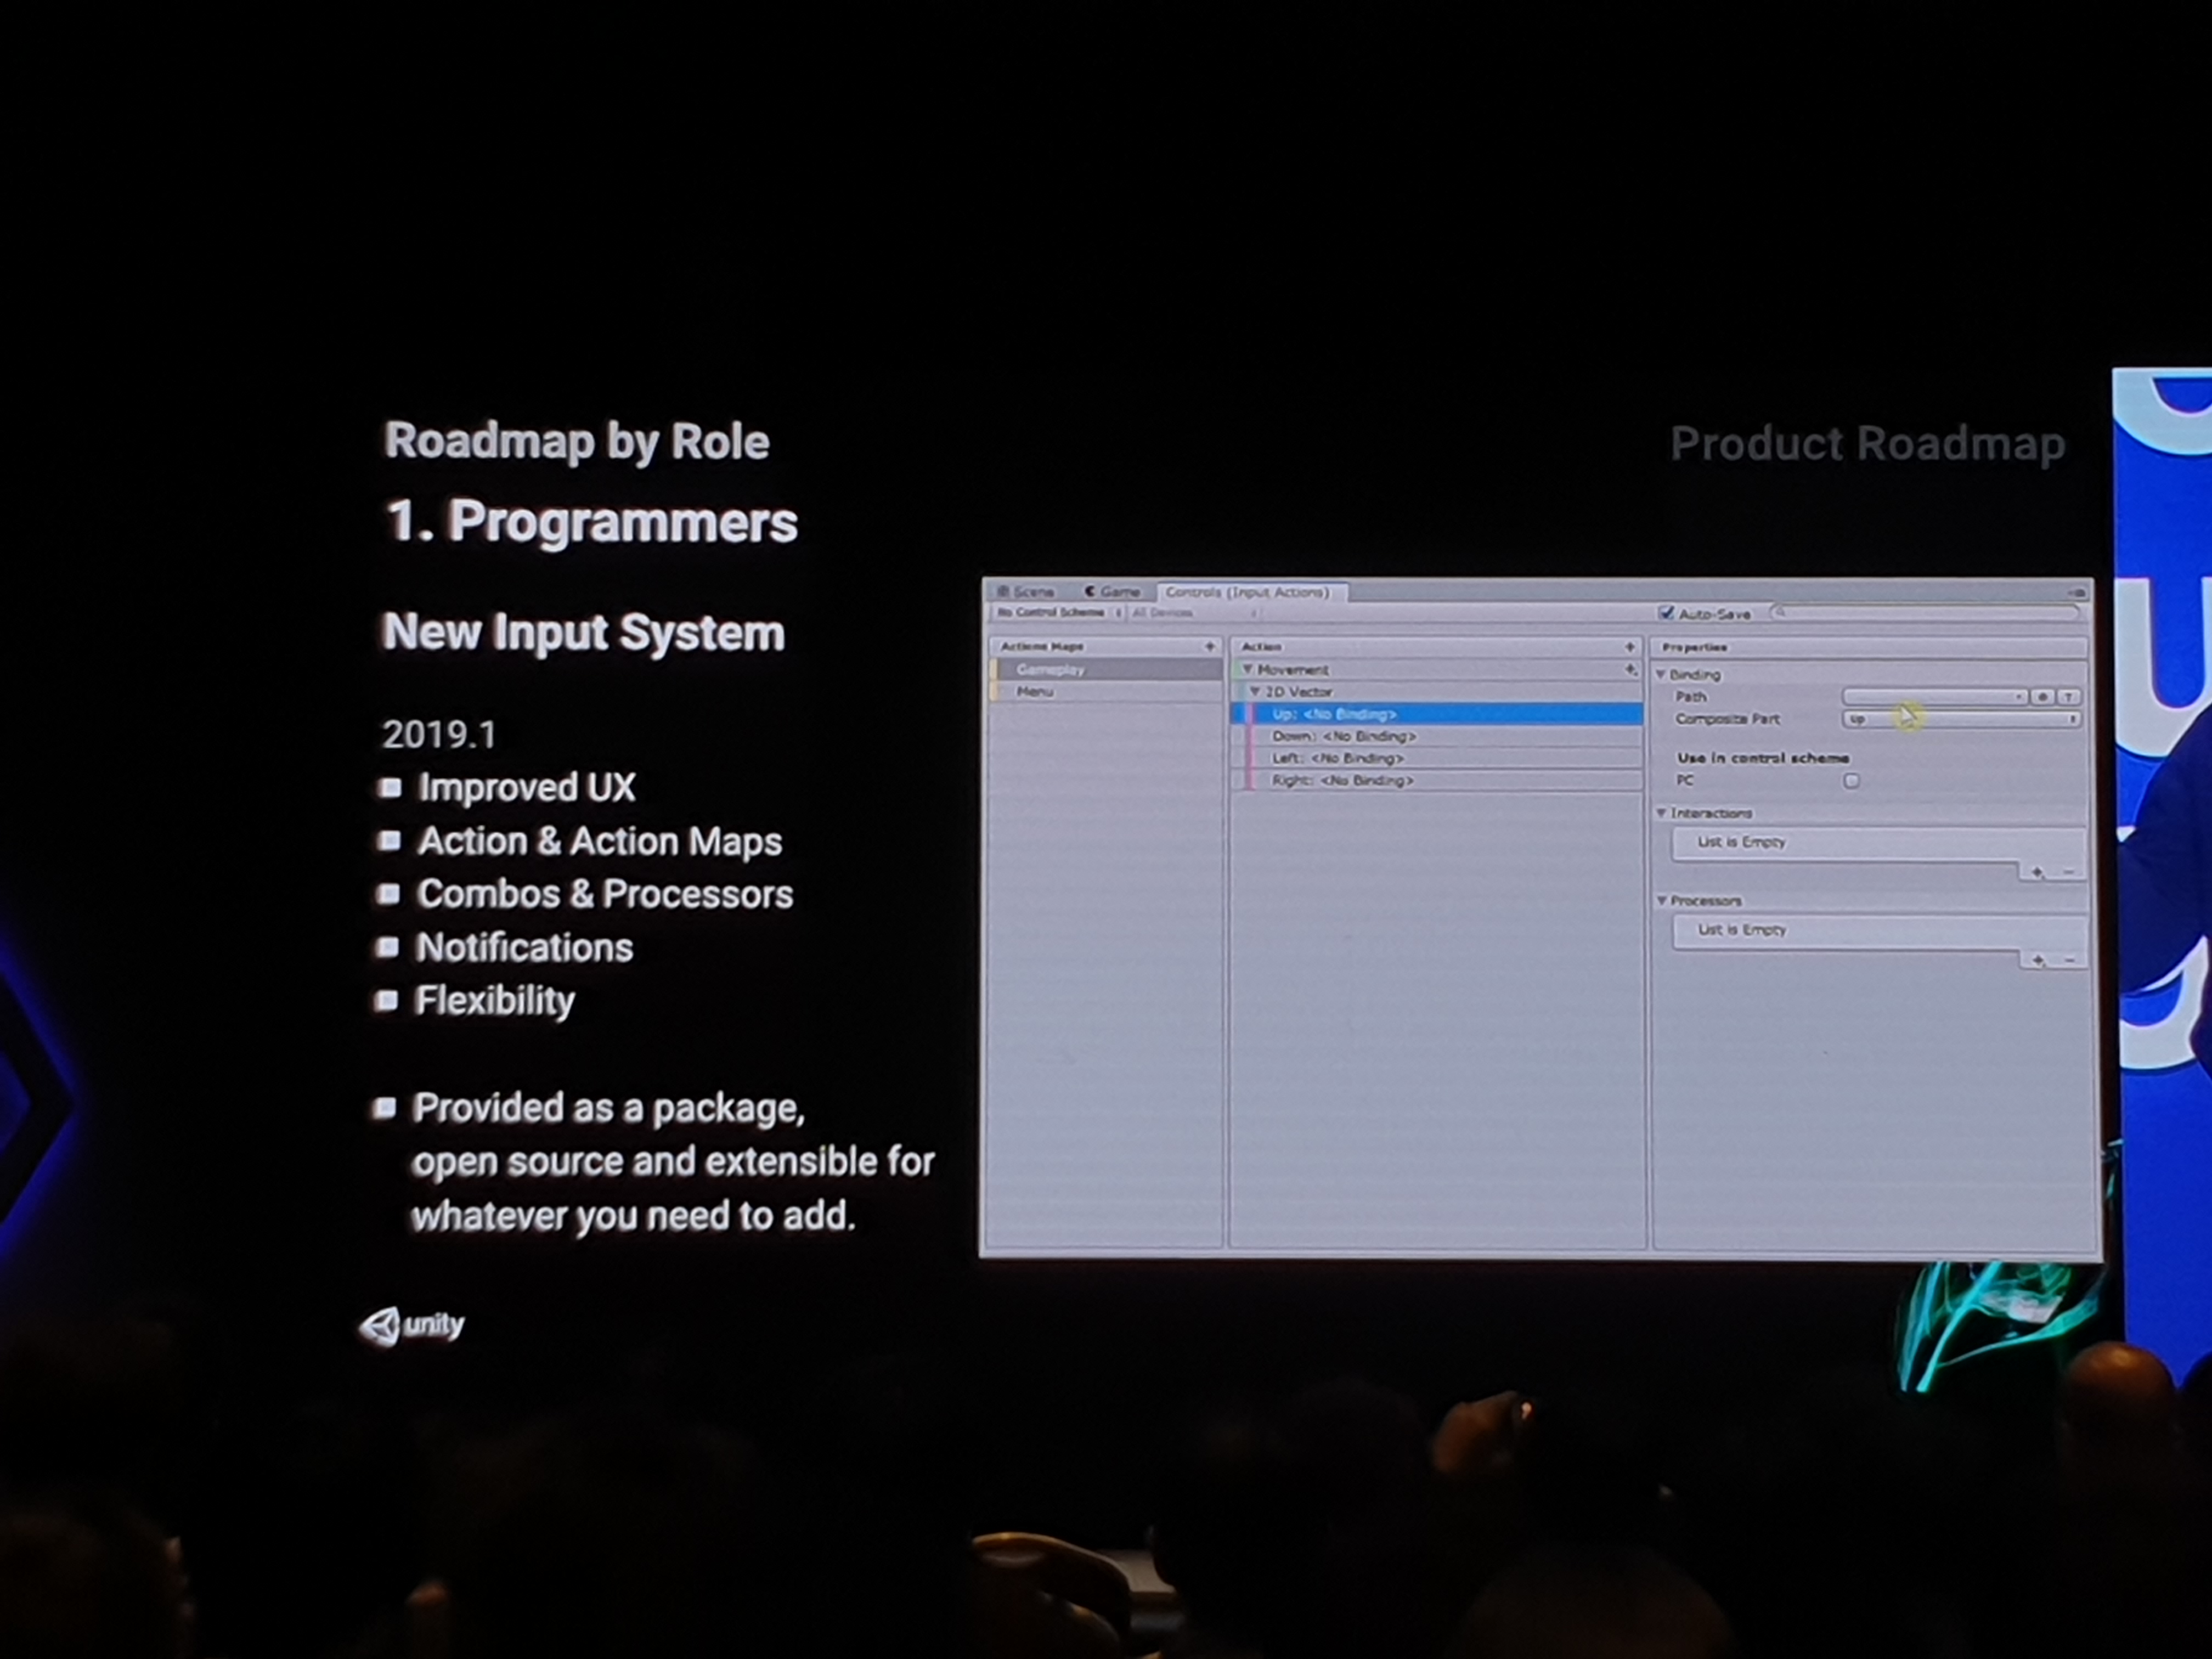 Roadmap by Role
Product Roadmap
1. Programmers
New Input System
2019.1
Improved UX
Action & Action Maps
Combos & Processors
Notifications
Flexibility
Provided as a package,
open source and extensible for
whatever you need to add.
unity
Scene Game Controls (Input Actions)
No Control Scheme All Devices Auto-Save
Actions Maps
Gameplay
Menu
Action
Movement
2D Vector
Up: <No Binding>
Down: <No Binding>
Left: <No Binding>
Right: <No Binding>
Properties
Binding
Path T
Composite Part Up
Use in control scheme
PC
Interactions
List is Empty
Processors
List is Empty